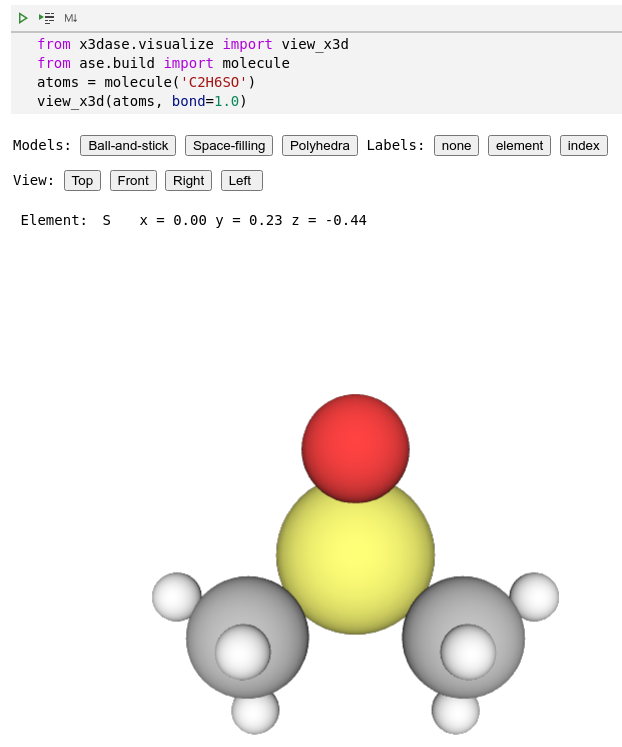 M↓
from x3dase.visualize import view_x3d
from ase.build import molecule
atoms = molecule('C2H6SO')
view_x3d(atoms, bond=1.0)
Models: Ball-and-stick Space-filling Polyhedra Labels: none element index
View: Top Front Right Left
Element: S x = 0.00 y = 0.23 z = -0.44